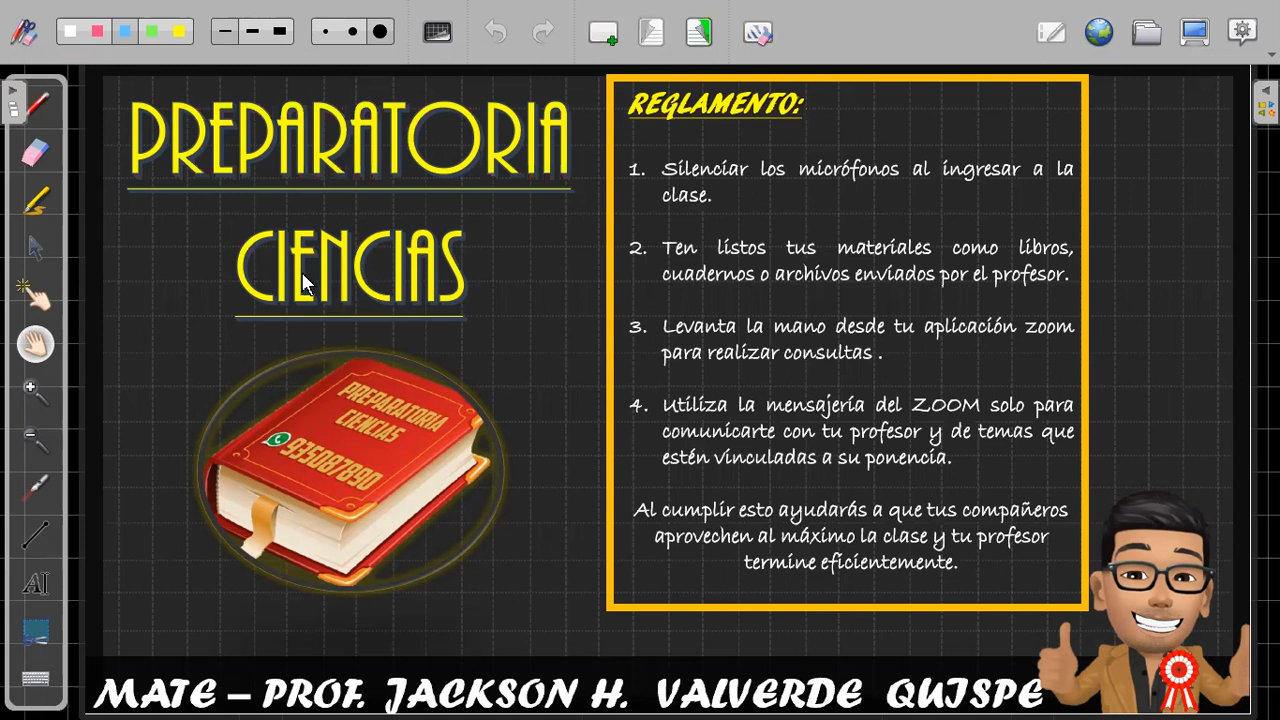 PREPARATORIA
CIENCIAS
PREPARATORIA
CIENCIAS
935087890
REGLAMENTO:
1. Silenciar los micrófonos al ingresar a la
clase.
2. Ten listos tus materiales como libros,
cuadernos o archivos enviados por el profesor.
3. Levanta la mano desde tu aplicación zoom
para realizar consultas .
4. Utiliza la mensajería del ZOOM solo para
comunicarte con tu profesor y de temas que
estén vinculadas a su ponencia.
Al cumplir esto ayudarás a que tus compañeros
aprovechen al máximo la clase y tu profesor
termine eficientemente.
MATE – PROF. JACKSON H. VALVERDE QUISPE